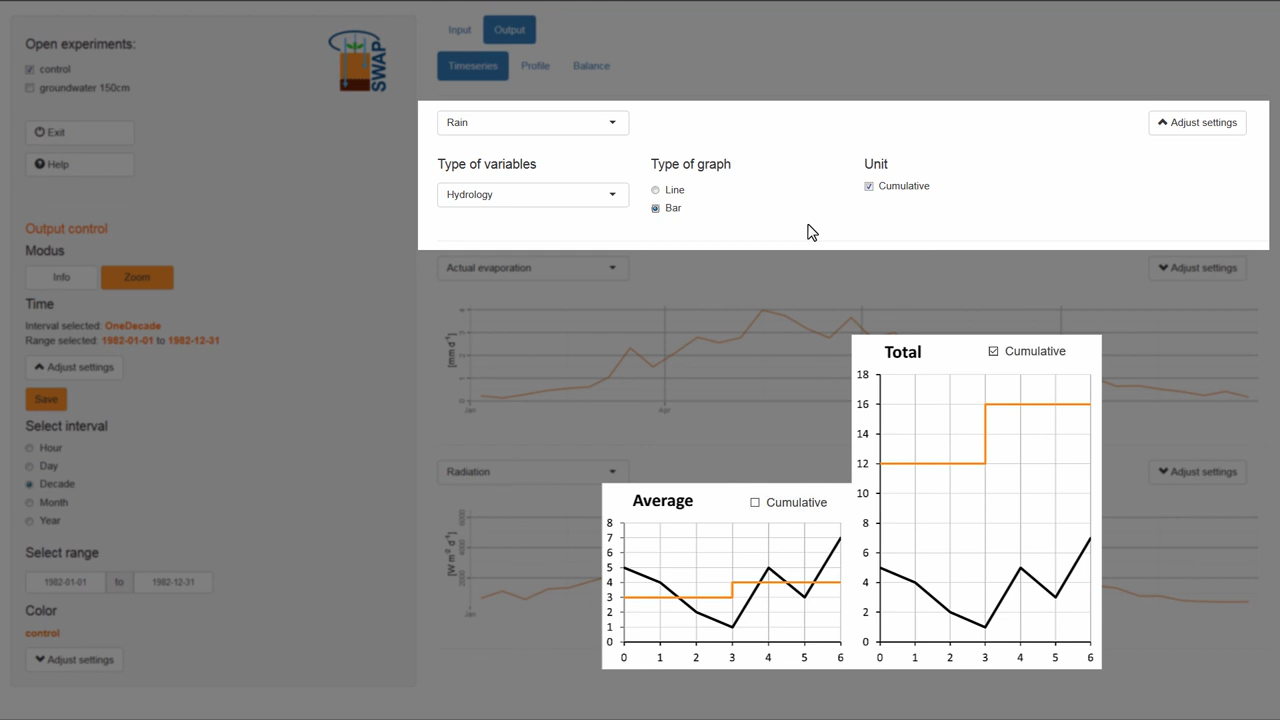 Open experiments:
control
groundwater 150cm
SWAP
Exit
Help
Output control
Modus
Info Zoom
Time
Interval selected: OneDecade
Range selected: 1982-01-01 to 1982-12-31
Adjust settings
Save
Select interval
Hour
Day
Decade
Month
Year
Select range
1982-01-01 to 1982-12-31
Color
control
Adjust settings
Input Output
Timeseries Profile Balance
Rain Adjust settings
Type of variables Type of graph Unit
Hydrology
Line
Bar
Cumulative
Actual evaporation Adjust settings
[mm d⁻¹]
Jan Apr
Radiation Adjust settings
Jan
Average Cumulative
8
7
6
5
4
3
2
1
0
0 1 2 3 4 5 6
Total Cumulative
18
16
14
12
10
8
6
4
2
0
0 1 2 3 4 5 6